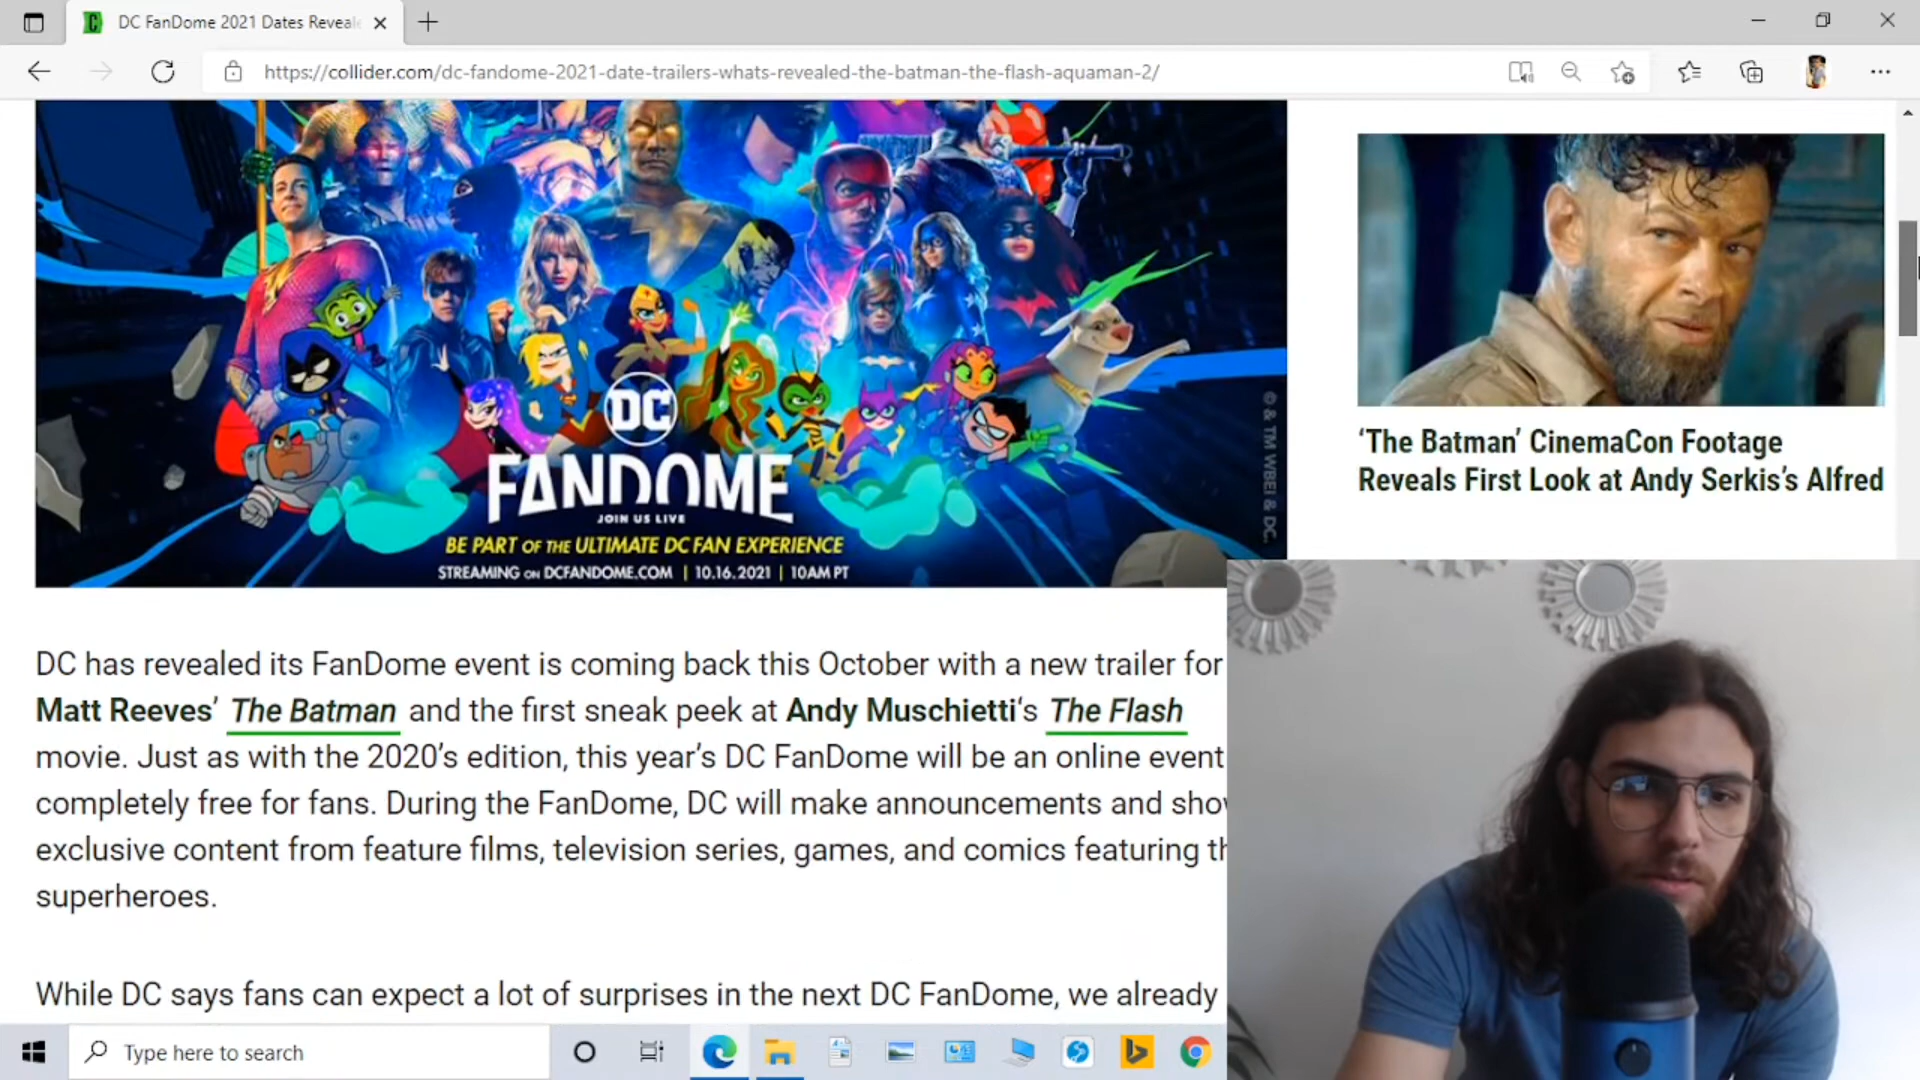 DC FanDome 2021 Dates Reveal
https://collider.com/dc-fandome-2021-date-trailers-whats-revealed-the-batman-the-flash-aquaman-2/
DC
FANDOME
JOIN US LIVE
BE PART OF THE ULTIMATE DC FAN EXPERIENCE
STREAMING ON DCFANDOME.COM | 10.16.2021 | 10AM PT
© & TM WBEI & DC.
‘The Batman’ CinemaCon Footage
Reveals First Look at Andy Serkis’s Alfred
DC has revealed its FanDome event is coming back this October with a new trailer for
Matt Reeves’ The Batman and the first sneak peek at Andy Muschietti‘s The Flash
movie. Just as with the 2020’s edition, this year’s DC FanDome will be an online event
completely free for fans. During the FanDome, DC will make announcements and
exclusive content from feature films, television series, games, and comics featuring
superheroes.
While DC says fans can expect a lot of surprises in the next DC FanDome, we already
Type here to search